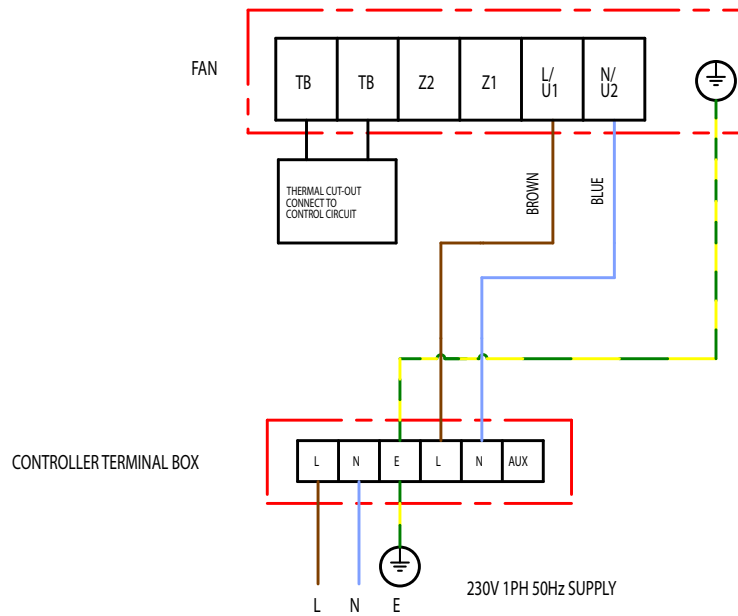 FAN
TB TB Z2 Z1 L/ N/
U1 U2
THERMAL CUT-OUT
CONNECT TO
CONTROL CIRCUIT
BROWN
BLUE
CONTROLLER TERMINAL BOX
L N E L N AUX
230V 1PH 50Hz SUPPLY
L N E